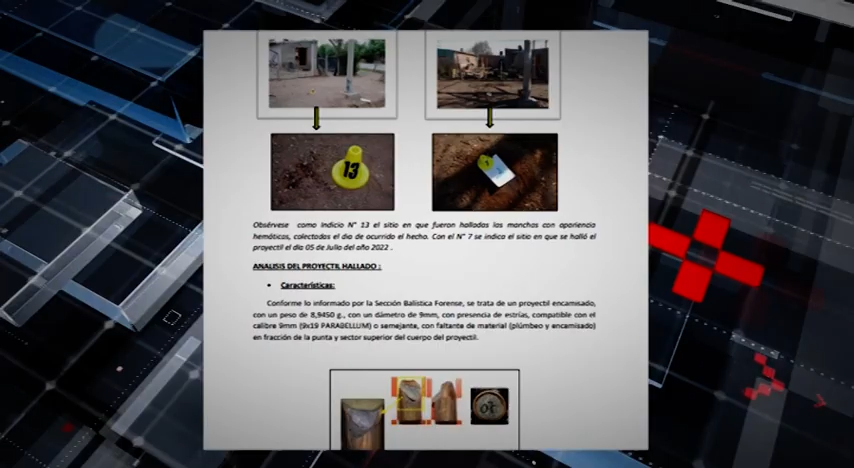 13
7
Obsérvese como Indicio N° 13 el sitio en que fueron halladas las manchas con apariencia
hemáticas, colectadas el día de ocurrido el hecho. Con el N° 7 se indica el sitio en que se halló el
proyectil el día 05 de Julio del año 2022 .
ANALISIS DEL PROYECTIL HALLADO :
• Características:
Conforme lo informado por la Sección Balística Forense, se trata de un proyectil encamisado,
con un peso de 8,9450 g., con un diámetro de 9mm, con presencia de estrías, compatible con el
calibre 9mm (9x19 PARABELLUM) o semejante, con faltante de material (plúmbeo y encamisado)
en fracción de la punta y sector superior del cuerpo del proyectil.